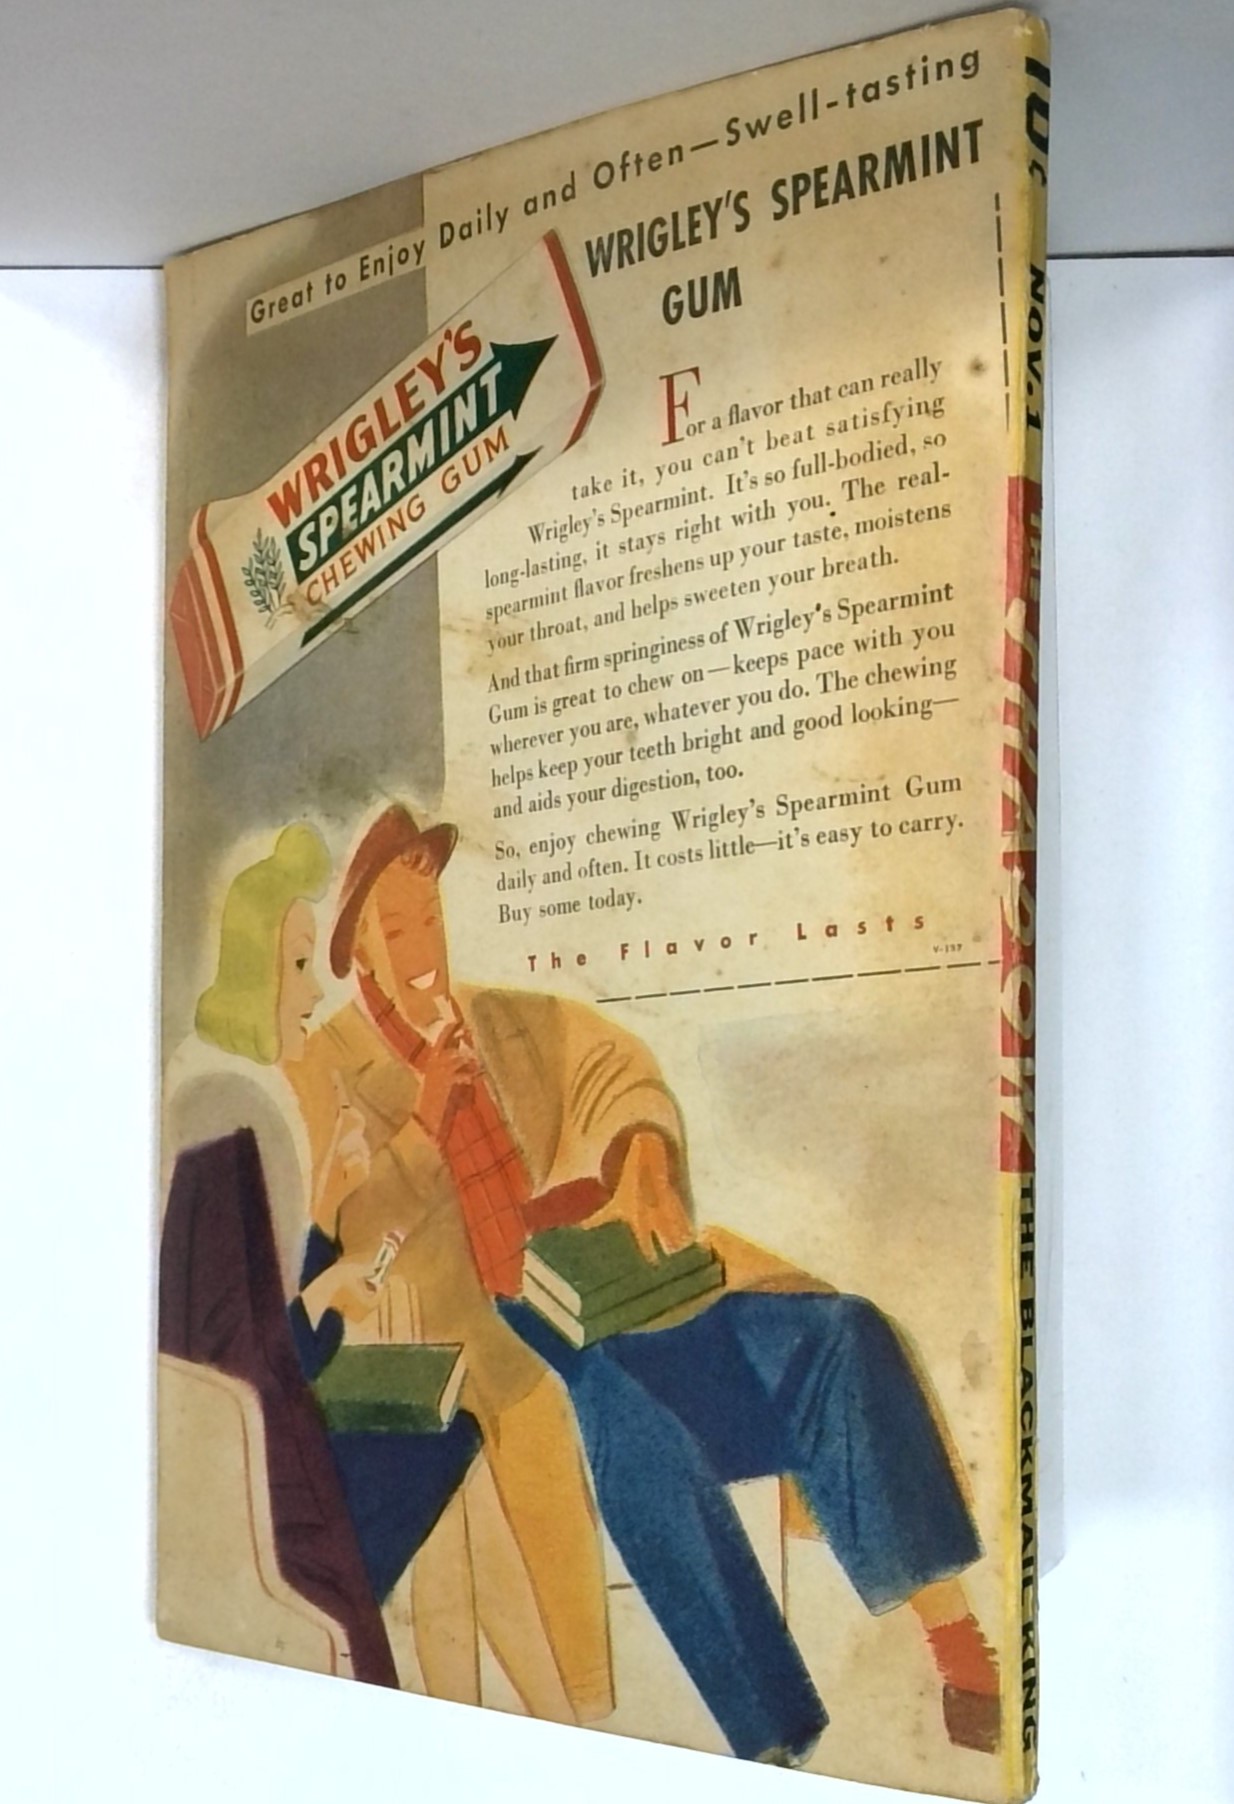 Great to Enjoy Daily and Often—Swell-tasting
WRIGLEY'S SPEARMINT
GUM
WRIGLEY'S
SPEARMINT
CHEWING GUM
For a flavor that can really
take it, you can't beat satisfying
Wrigley's Spearmint. It's so full-bodied, so
long-lasting, it stays right with you. The real-
spearmint flavor freshens up your taste, moistens
your throat, and helps sweeten your breath.
And that firm springiness of Wrigley's Spearmint
Gum is great to chew on—keeps pace with you
wherever you are, whatever you do. The chewing
helps keep your teeth bright and good looking—
and aids your digestion, too.
So, enjoy chewing Wrigley's Spearmint Gum
daily and often. It costs little—it's easy to carry.
Buy some today.
The Flavor Lasts
V-157
10c NOV. 1 THE SHADOW THE BLACKMAIL KING